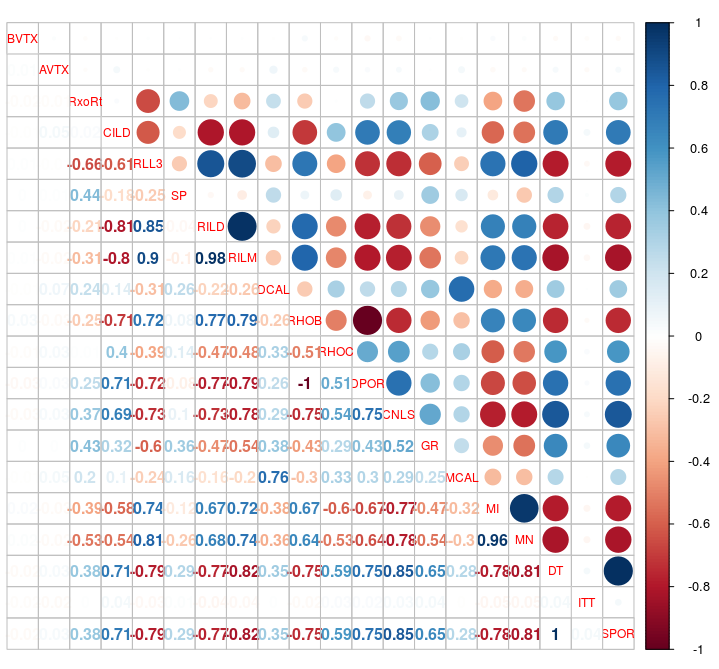 BVTX 1
AVTX
RxoRt 0.8
CILD
-0.66 -0.61 RLL3 0.6
0.44 -0.18 -0.25 SP
-0.21 -0.81 0.85 RILD 0.4
-0.31 -0.8 0.9 -0.1 0.98 RILM
0.24 0.14 -0.31 0.26 -0.22 -0.26 DCAL 0.2
-0.25 -0.71 0.72 0.77 0.79 -0.26 RHOB 0
0.4 -0.39 0.14 -0.47 -0.48 0.33 -0.51 RHOC
0.25 0.71 -0.72 -0.77 -0.79 0.26 -1 0.51 DPOR -0.2
0.37 0.69 -0.73 0.1 -0.73 -0.78 0.29 -0.75 0.54 0.75 CNLS
0.43 0.32 -0.6 0.36 -0.47 -0.54 0.38 -0.43 0.29 0.43 0.52 GR -0.4
0.2 0.1 -0.24 0.16 -0.16 -0.2 0.76 -0.3 0.33 0.3 0.29 0.25 MCAL
-0.39 -0.58 0.74 -0.12 0.67 0.72 -0.38 0.67 -0.6 -0.67 -0.77 -0.47 -0.32 MI -0.6
-0.53 -0.54 0.81 -0.26 0.68 0.74 -0.36 0.64 -0.53 -0.64 -0.78 -0.54 -0.3 0.96 MN
0.38 0.71 -0.79 0.29 -0.77 -0.82 0.35 -0.75 0.59 0.75 0.85 0.65 0.28 -0.78 -0.81 DT -0.8
ITT
0.38 0.71 -0.79 0.29 -0.77 -0.82 0.35 -0.75 0.59 0.75 0.85 0.65 0.28 -0.78 -0.81 1 SPOR
-1